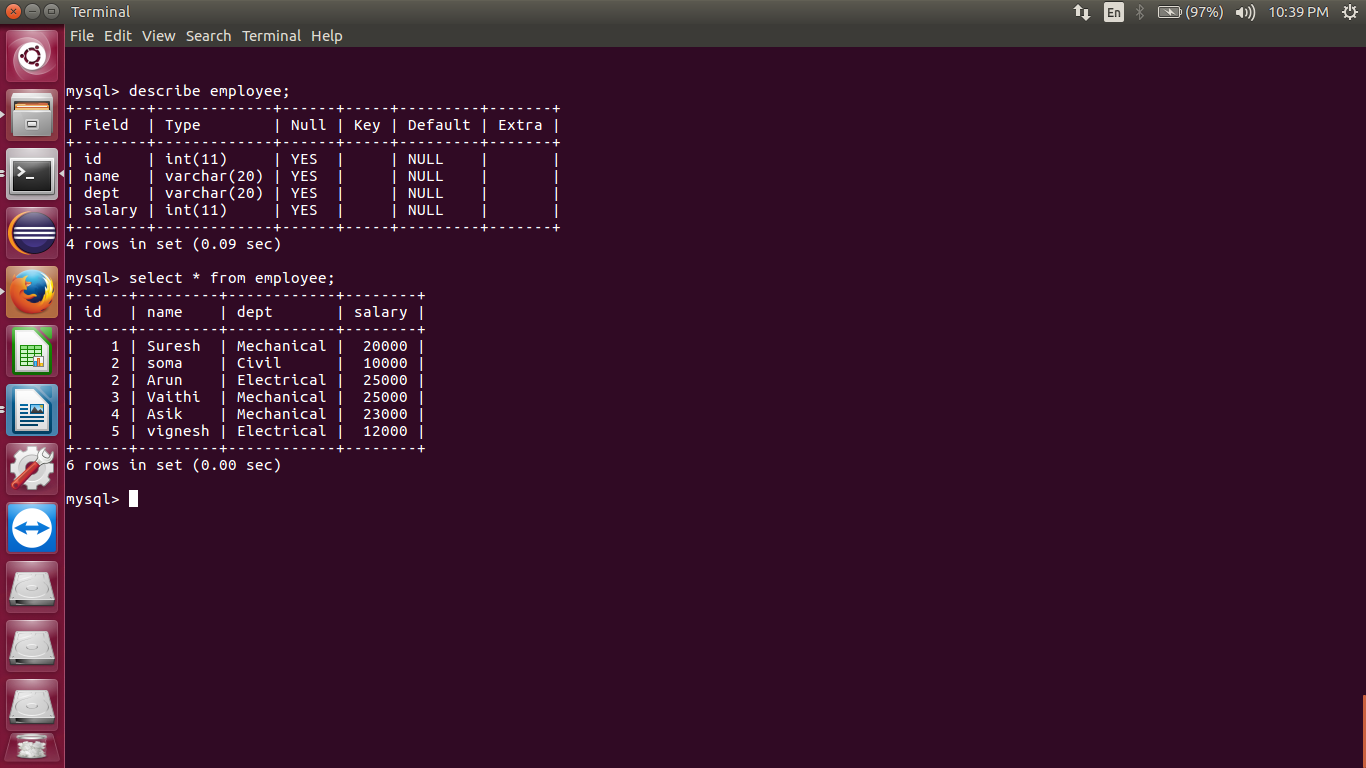 Terminal
En
(97%)
10:39 PM
File Edit View Search Terminal Help
mysql> describe employee;
+--------+-------------+------+-----+---------+-------+
| Field  | Type        | Null | Key | Default | Extra |
+--------+-------------+------+-----+---------+-------+
| id     | int(11)     | YES  |     | NULL    |       |
| name   | varchar(20) | YES  |     | NULL    |       |
| dept   | varchar(20) | YES  |     | NULL    |       |
| salary | int(11)     | YES  |     | NULL    |       |
+--------+-------------+------+-----+---------+-------+
4 rows in set (0.09 sec)
mysql> select * from employee;
+------+---------+------------+--------+
| id   | name    | dept       | salary |
+------+---------+------------+--------+
|    1 | Suresh  | Mechanical |  20000 |
|    2 | soma    | Civil      |  10000 |
|    2 | Arun    | Electrical |  25000 |
|    3 | Vaithi  | Mechanical |  25000 |
|    4 | Asik    | Mechanical |  23000 |
|    5 | vignesh | Electrical |  12000 |
+------+---------+------------+--------+
6 rows in set (0.00 sec)
mysql>